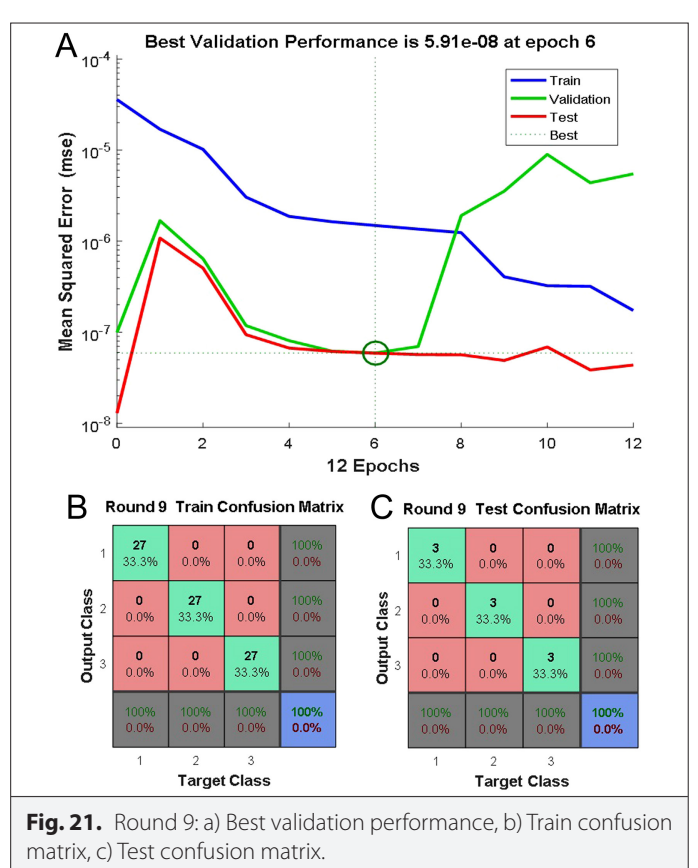 A
Best Validation Performance is 5.91e-08 at epoch 6
10-4
10-5
10-6
10-7
10-8
Mean Squared Error (mse)
Train
Validation
Test
Best
0 2 4 6 8 10 12
12 Epochs
B Round 9 Train Confusion Matrix
Output Class
1 27 0 0 100%
33.3% 0.0% 0.0% 0.0%
2 0 27 0 100%
0.0% 33.3% 0.0% 0.0%
3 0 0 27 100%
0.0% 0.0% 33.3% 0.0%
100% 100% 100% 100%
0.0% 0.0% 0.0% 0.0%
1 2 3
Target Class
C Round 9 Test Confusion Matrix
Output Class
1 3 0 0 100%
33.3% 0.0% 0.0% 0.0%
2 0 3 0 100%
0.0% 33.3% 0.0% 0.0%
3 0 0 3 100%
0.0% 0.0% 33.3% 0.0%
100% 100% 100% 100%
0.0% 0.0% 0.0% 0.0%
1 2 3
Target Class
Fig. 21. Round 9: a) Best validation performance, b) Train confusion
matrix, c) Test confusion matrix.